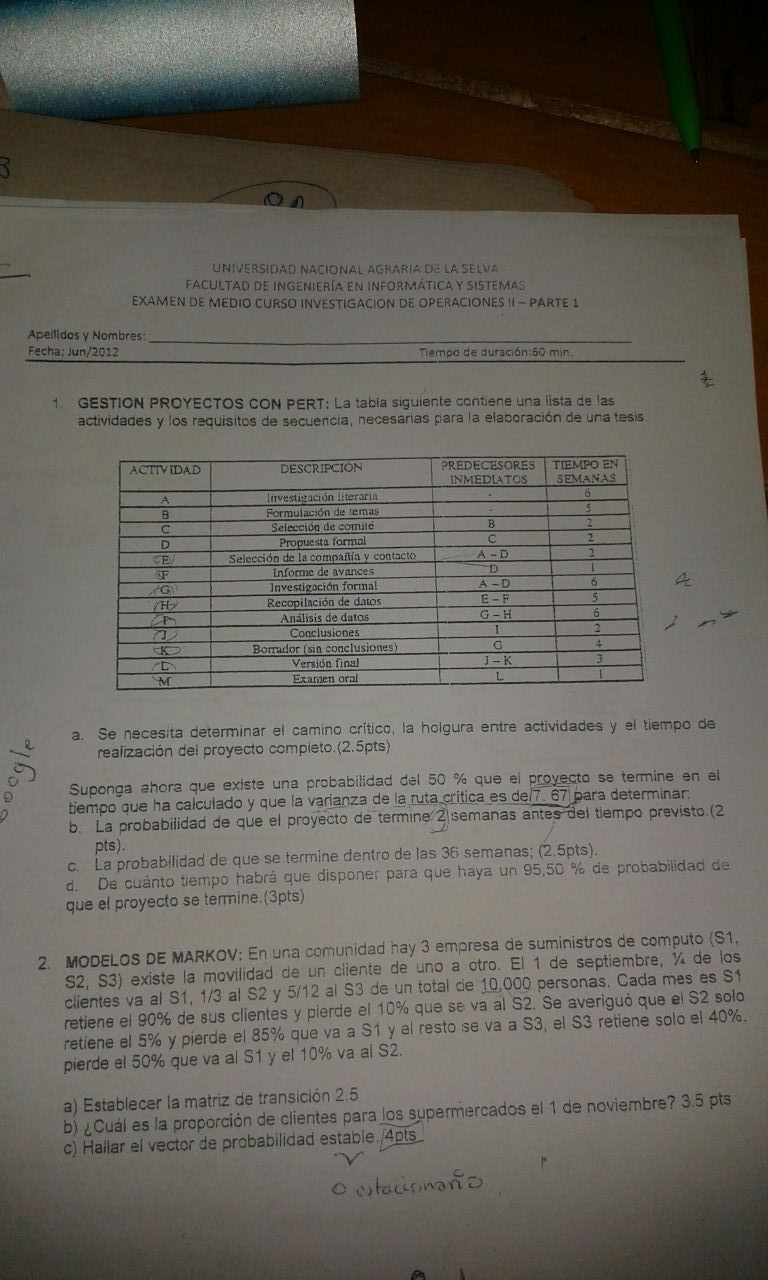 3
UNIVERSIDAD NACIONAL AGRARIA DE LA SELVA
FACULTAD DE INGENIERÍA EN INFORMÁTICA Y SISTEMAS
EXAMEN DE MEDIO CURSO INVESTIGACION DE OPERACIONES II – PARTE 1
Apellidos y Nombres:
Fecha: Jun/2012 Tiempo de duración:60 min.
1. GESTION PROYECTOS CON PERT: La tabla siguiente contiene una lista de las
actividades y los requisitos de secuencia, necesarias para la elaboración de una tesis.
ACTIVIDAD DESCRIPCIÓN PREDECESORES INMEDIATOS TIEMPO EN SEMANAS
A Investigación literaria - 6
B Formulación de temas - 5
C Selección de comité B 2
D Propuesta formal C 2
E Selección de la compañía y contacto A – D 2
F Informe de avances D 1
G Investigación formal A – D 6
H Recopilación de datos E – F 5
I Análisis de datos G – H 6
J Conclusiones I 2
K Borrador (sin conclusiones) G 4
L Versión final J – K 3
M Examen oral L 1
a. Se necesita determinar el camino crítico, la holgura entre actividades y el tiempo de
realización del proyecto completo.(2.5pts)
google
Suponga ahora que existe una probabilidad del 50 % que el proyecto se termine en el
tiempo que ha calculado y que la varianza de la ruta critica es de 7. 67 para determinar:
b. La probabilidad de que el proyecto de termine 2 semanas antes del tiempo previsto.(2
pts).
c. La probabilidad de que se termine dentro de las 36 semanas; (2.5pts).
d. De cuánto tiempo habrá que disponer para que haya un 95,50 % de probabilidad de
que el proyecto se termine.(3pts)
2. MODELOS DE MARKOV: En una comunidad hay 3 empresa de suministros de computo (S1,
S2, S3) existe la movilidad de un cliente de uno a otro. El 1 de septiembre, ¼ de los
clientes va al S1, 1/3 al S2 y 5/12 al S3 de un total de 10,000 personas. Cada mes es S1
retiene el 90% de sus clientes y pierde el 10% que se va al S2. Se averiguó que el S2 solo
retiene el 5% y pierde el 85% que va a S1 y el resto se va a S3, el S3 retiene solo el 40%,
pierde el 50% que va al S1 y el 10% va al S2.
a) Establecer la matriz de transición 2.5
b) ¿Cuál es la proporción de clientes para los supermercados el 1 de noviembre? 3.5 pts
c) Hallar el vector de probabilidad estable. 4pts
o estacionario